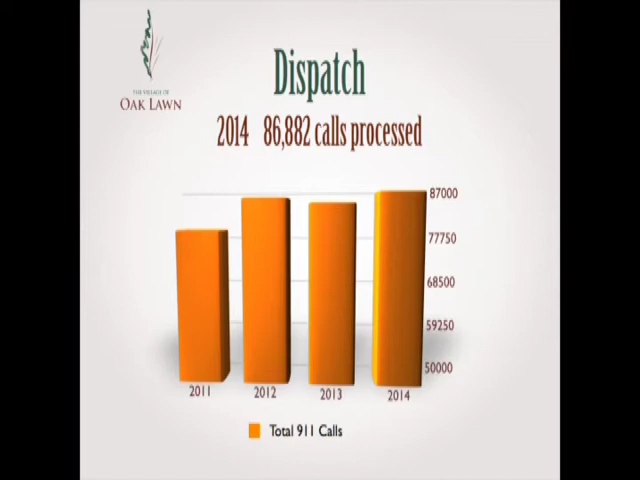 THE VILLAGE OF
OAK LAWN
Dispatch
2014 86,882 calls processed
87000
77750
68500
59250
50000
2011 2012 2013 2014
Total 911 Calls